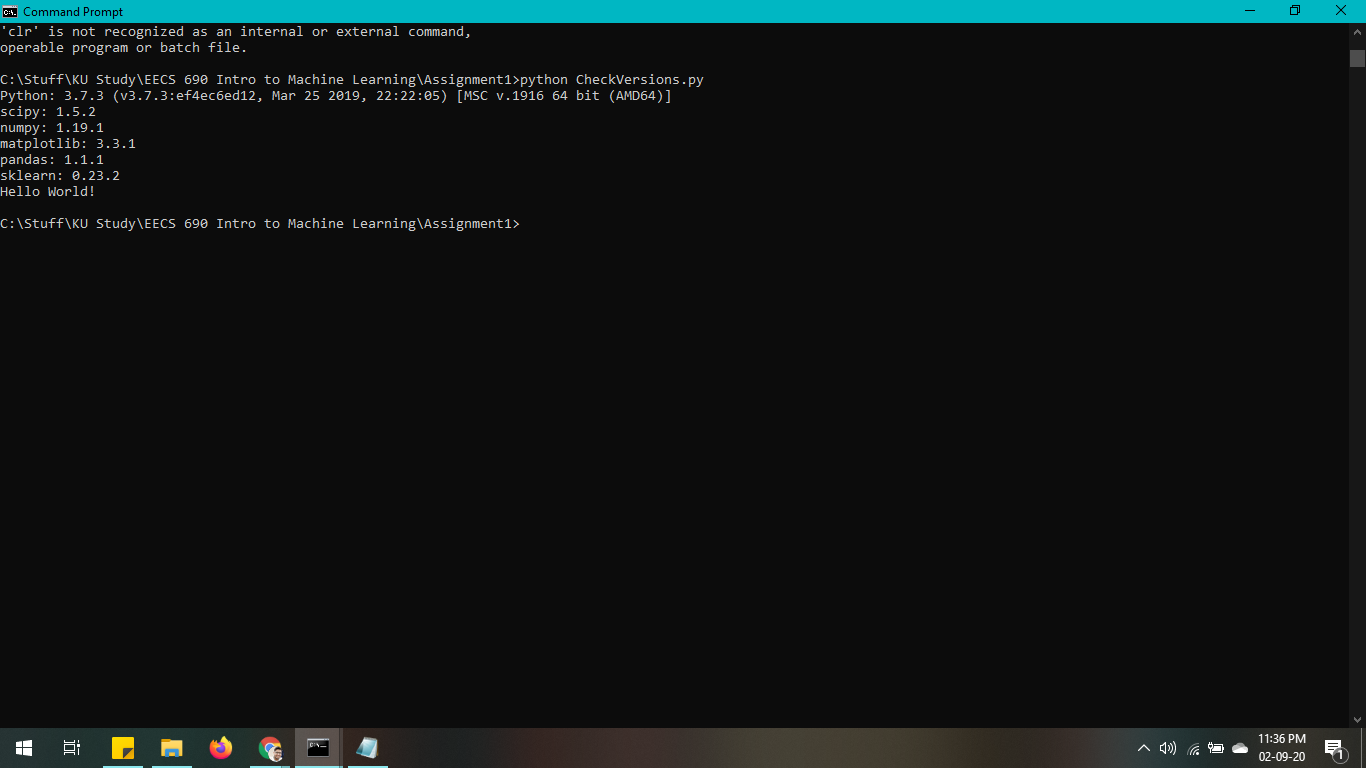 Command Prompt
'clr' is not recognized as an internal or external command,
operable program or batch file.
C:\Stuff\KU Study\EECS 690 Intro to Machine Learning\Assignment1>python CheckVersions.py
Python: 3.7.3 (v3.7.3:ef4ec6ed12, Mar 25 2019, 22:22:05) [MSC v.1916 64 bit (AMD64)]
scipy: 1.5.2
numpy: 1.19.1
matplotlib: 3.3.1
pandas: 1.1.1
sklearn: 0.23.2
Hello World!
C:\Stuff\KU Study\EECS 690 Intro to Machine Learning\Assignment1>
11:36 PM
02-09-20
1